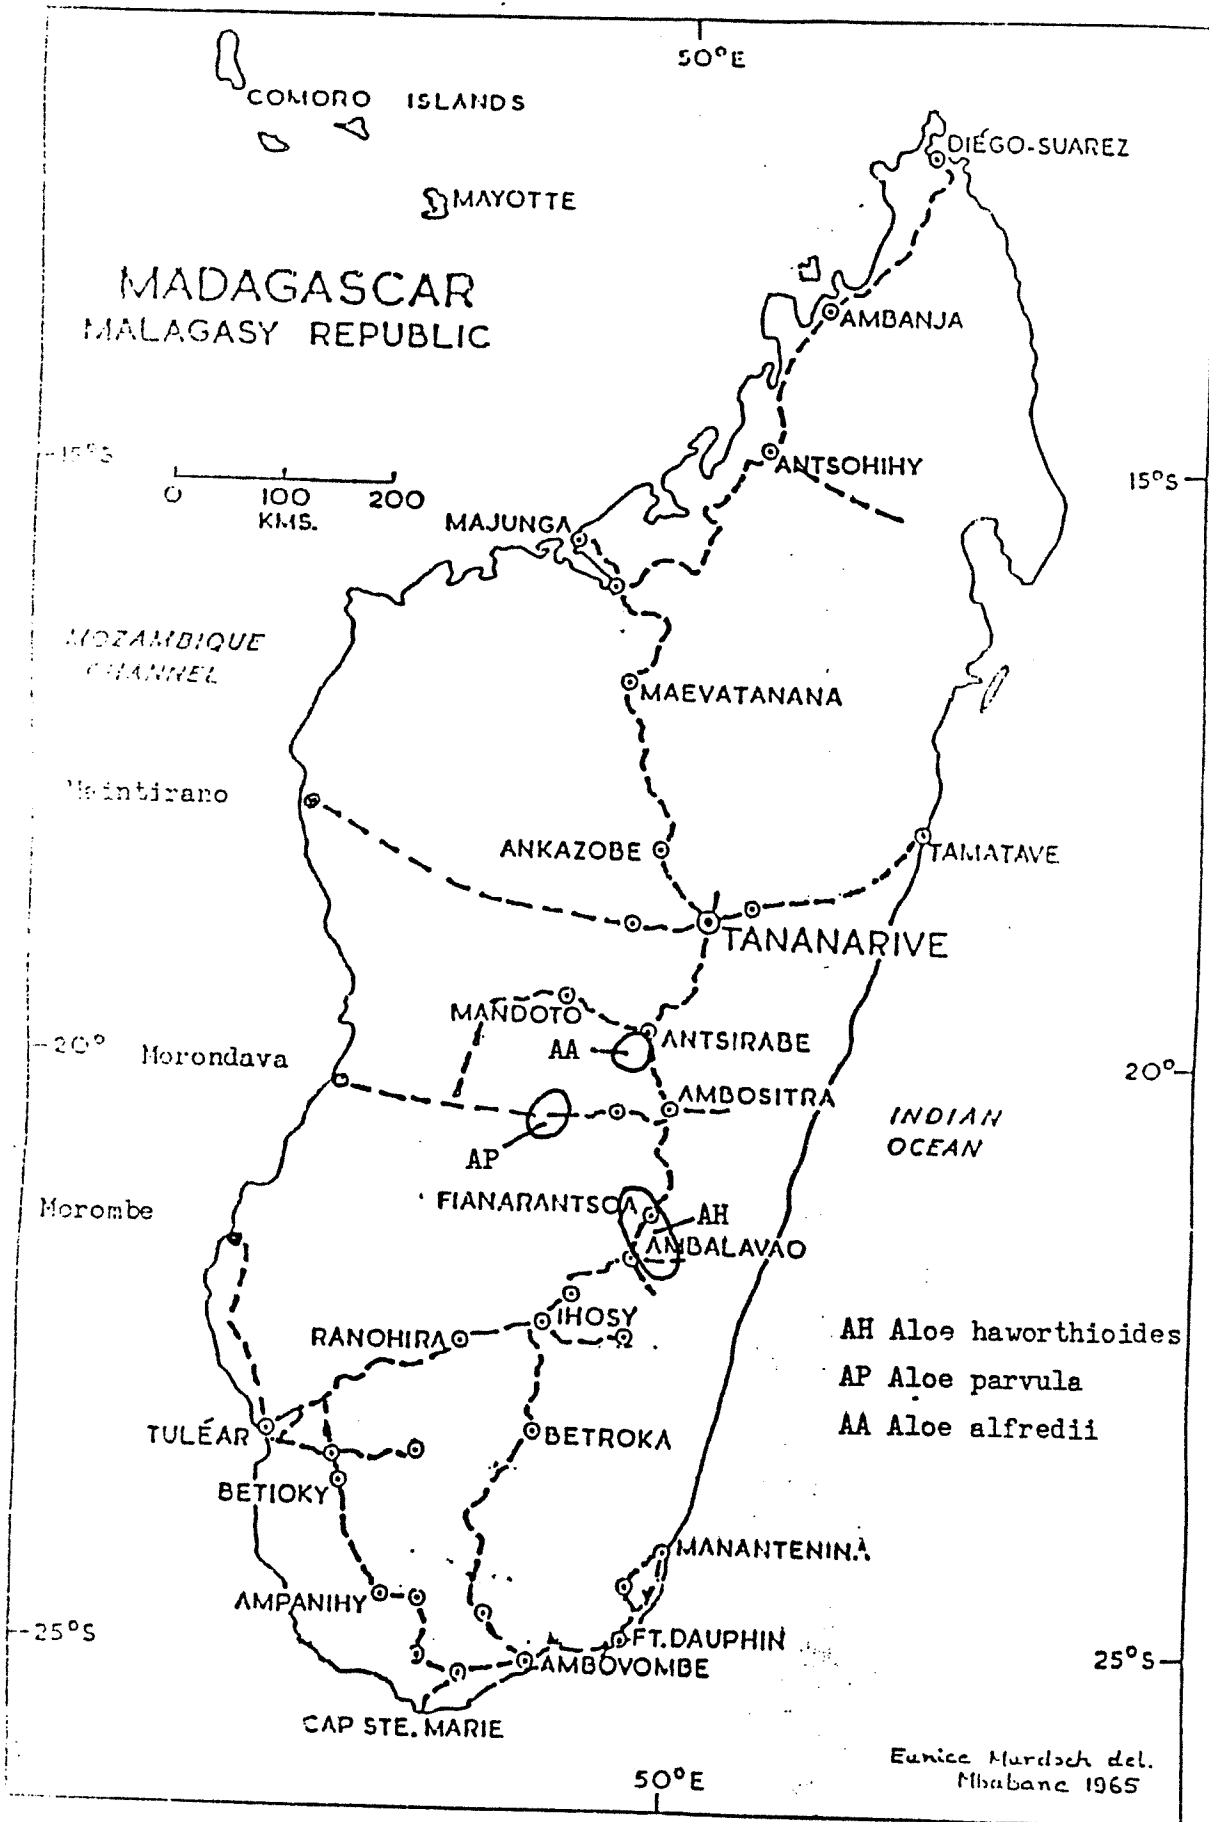 50°E
COMORO ISLANDS
DIÉGO-SUAREZ
MAYOTTE
MADAGASCAR
MALAGASY REPUBLIC
AMBANJA
15°S
ANTSOHIHY
15°S
0 100 200
KMS.
MAJUNGA
MOZAMBIQUE
CHANNEL
MAEVATANANA
Maintirano
ANKAZOBE
TAMATAVE
TANANARIVE
MANDOTO
20°
ANTSIRABE
Morondava
AA
20°
AMBOSITRA
INDIAN
OCEAN
AP
FIANARANTSOA
Morombe
AH
AMBALAVAO
IHOSY
RANOHIRA
AH Aloe haworthioides
AP Aloe parvula
AA Aloe alfredii
TULÉAR
BETROKA
BETIOKY
MANANTENINA
AMPANIHY
25°S
FT. DAUPHIN
AMBOVOMBE
25°S
CAP STE. MARIE
Eunice Murdoch del.
Mbabane 1965
50°E